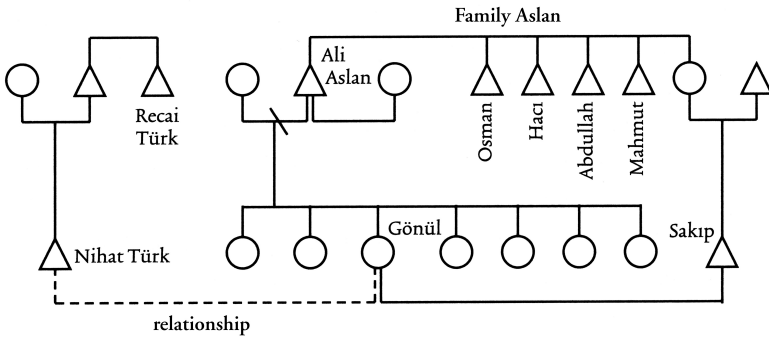 Family Aslan
Ali
Aslan
Recai
Türk
Osman
Hacı
Abdullah
Mahmut
Gönül
Sakıp
Nihat Türk
relationship